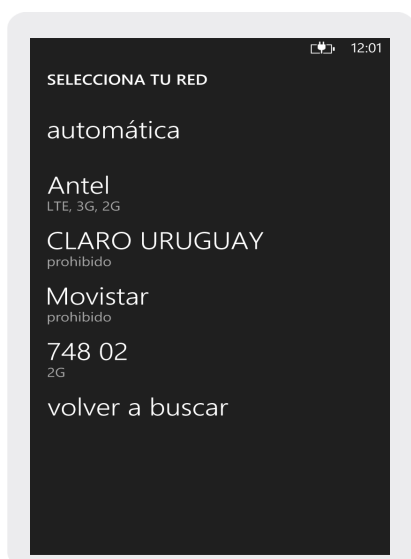 12:01
SELECCIONA TU RED
automática
Antel
LTE, 3G, 2G
CLARO URUGUAY
prohibido
Movistar
prohibido
748 02
2G
volver a buscar